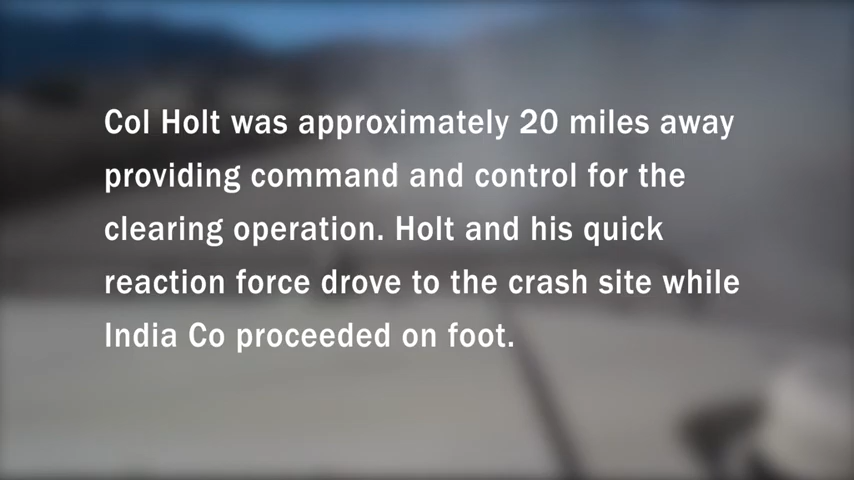 Col Holt was approximately 20 miles away
providing command and control for the
clearing operation. Holt and his quick
reaction force drove to the crash site while
India Co proceeded on foot.